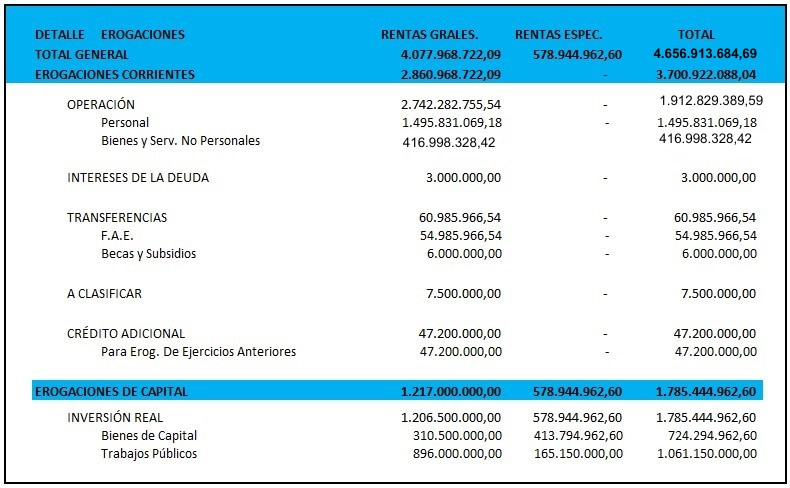 DETALLE EROGACIONES RENTAS GRALES. RENTAS ESPEC. TOTAL
TOTAL GENERAL 4.077.968.722,09 578.944.962,60 4.656.913.684,69
EROGACIONES CORRIENTES 2.860.968.722,09 - 3.700.922.088,04
OPERACIÓN 2.742.282.755,54 - 1.912.829.389,59
Personal 1.495.831.069,18 - 1.495.831.069,18
Bienes y Serv. No Personales 416.998.328,42 416.998.328,42
INTERESES DE LA DEUDA 3.000.000,00 - 3.000.000,00
TRANSFERENCIAS 60.985.966,54 - 60.985.966,54
F.A.E. 54.985.966,54 - 54.985.966,54
Becas y Subsidios 6.000.000,00 - 6.000.000,00
A CLASIFICAR 7.500.000,00 - 7.500.000,00
CRÉDITO ADICIONAL 47.200.000,00 - 47.200.000,00
Para Erog. De Ejercicios Anteriores 47.200.000,00 - 47.200.000,00
EROGACIONES DE CAPITAL 1.217.000.000,00 578.944.962,60 1.785.444.962,60
INVERSIÓN REAL 1.206.500.000,00 578.944.962,60 1.785.444.962,60
Bienes de Capital 310.500.000,00 413.794.962,60 724.294.962,60
Trabajos Públicos 896.000.000,00 165.150.000,00 1.061.150.000,00